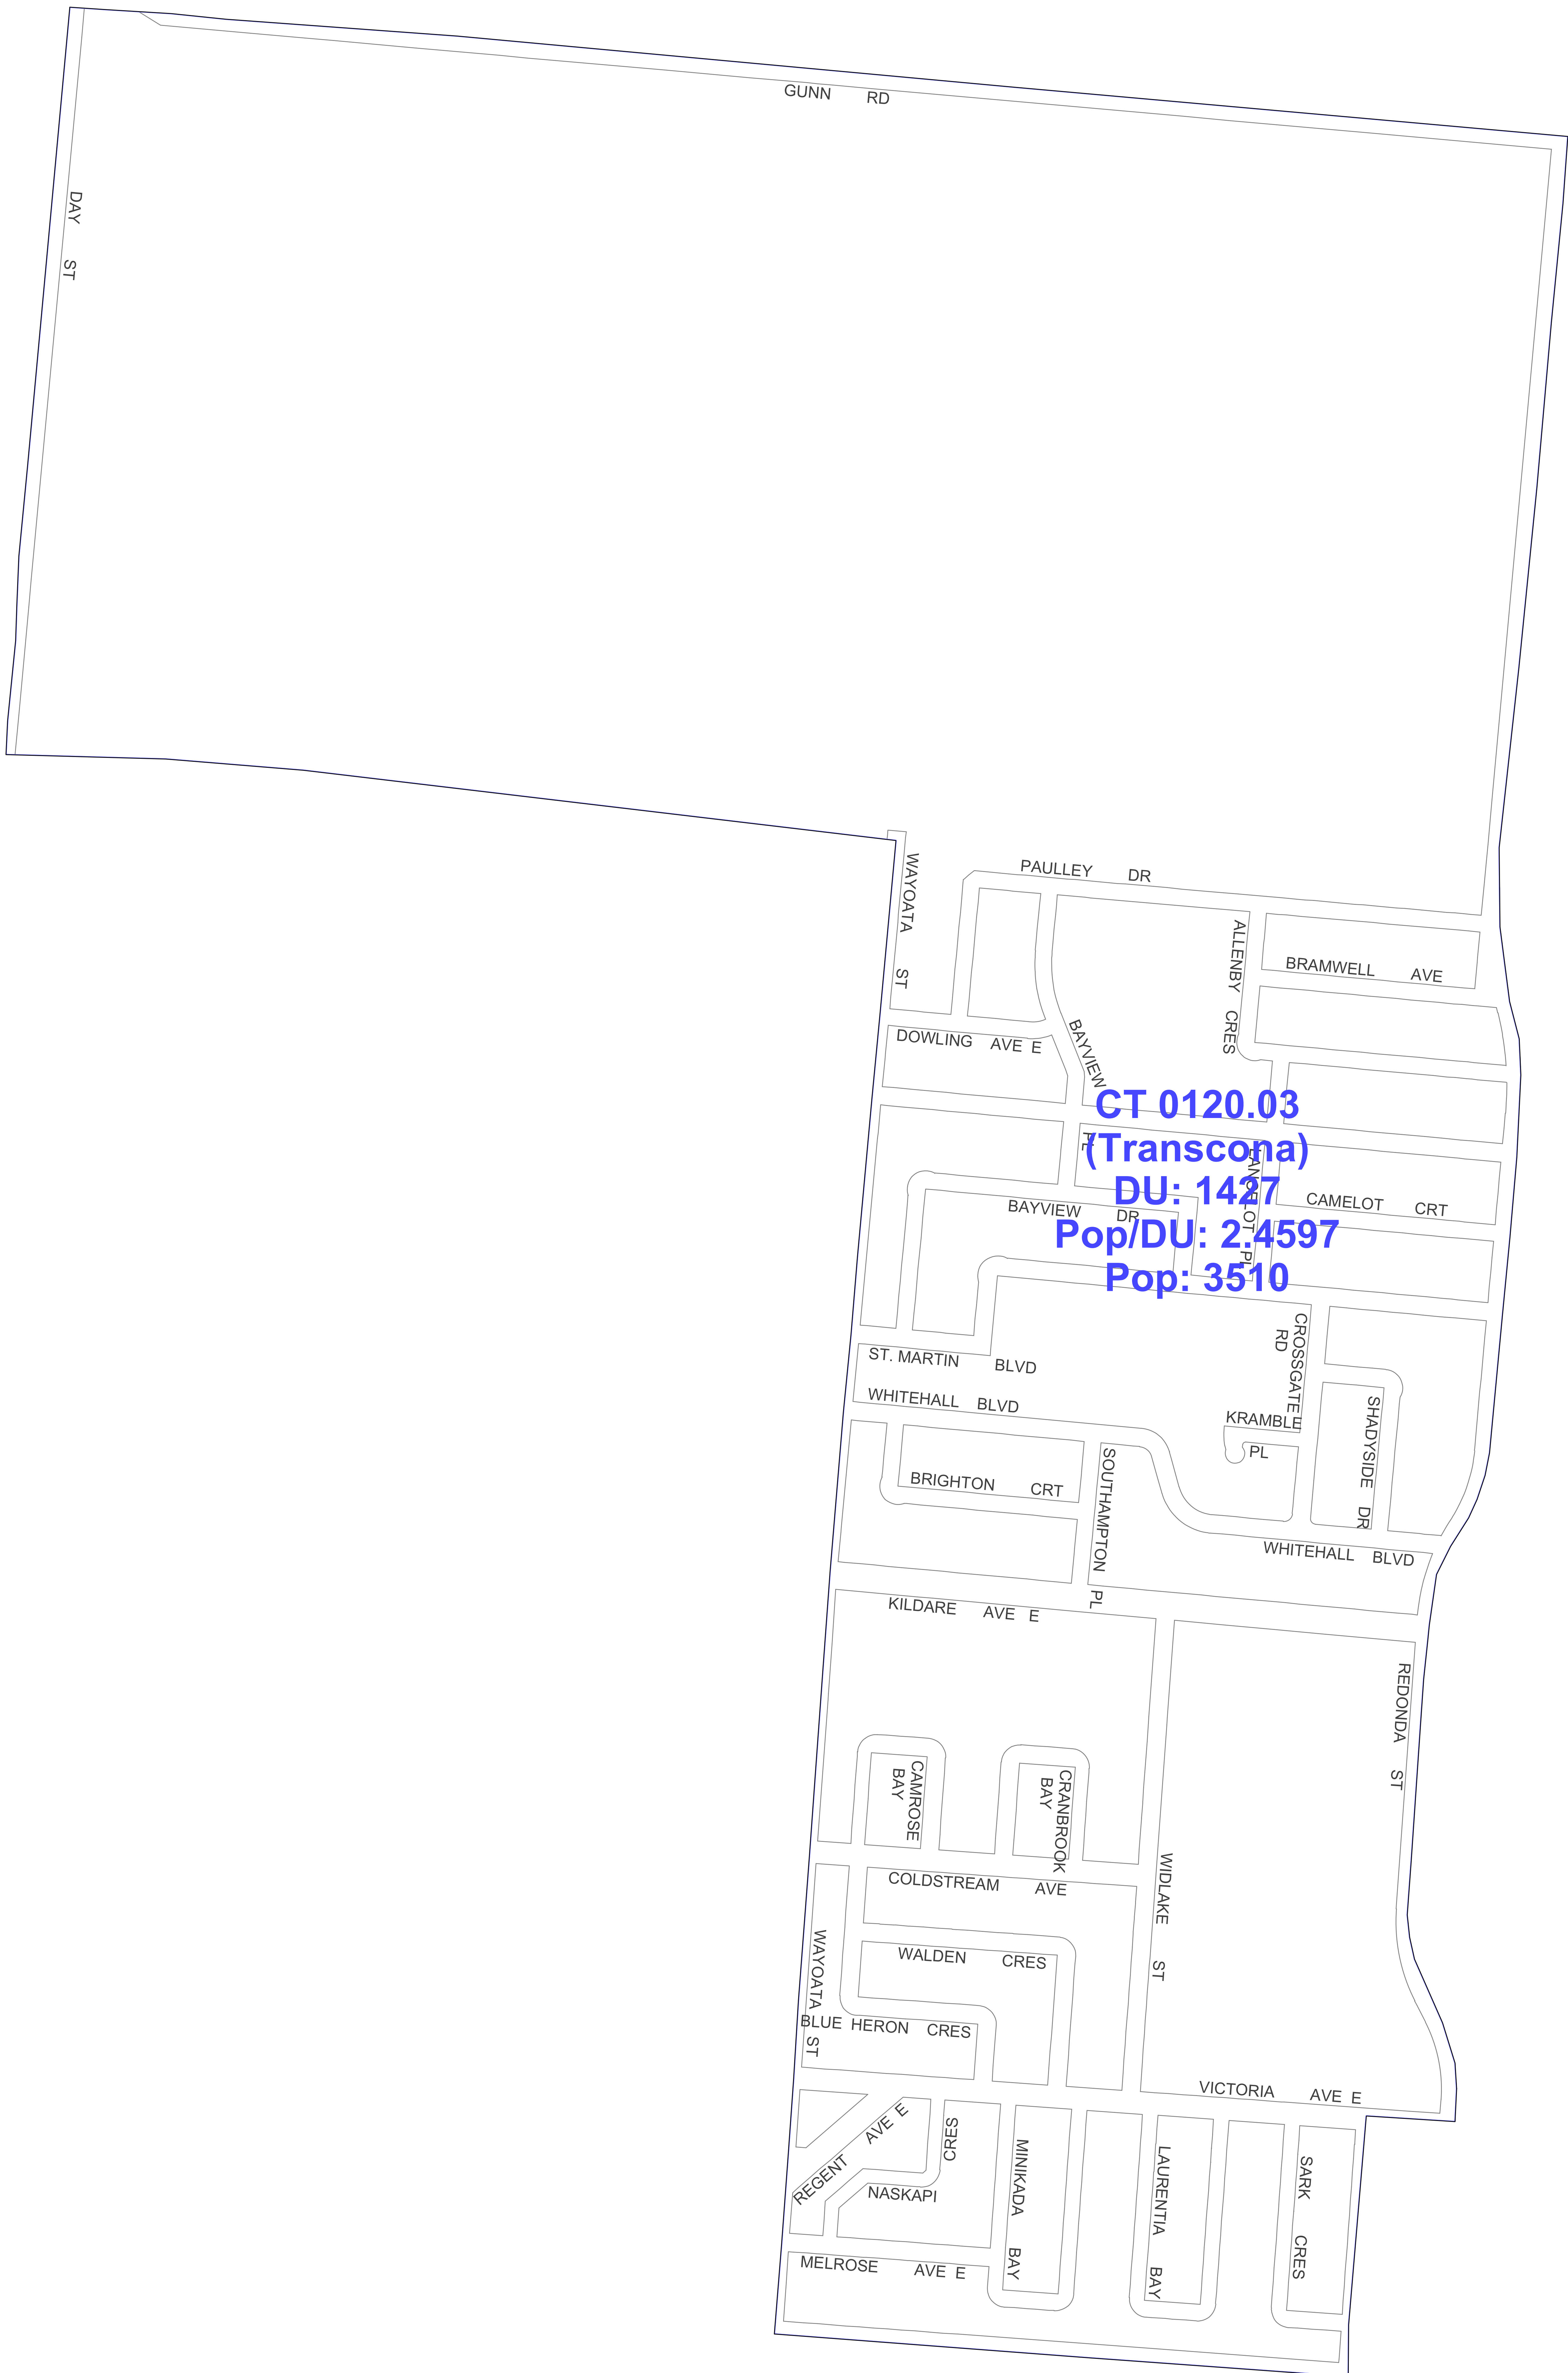 GUNN RD
DAY ST
WAYOATA ST
PAULLEY DR
ALLENBY CRES
BRAMWELL AVE
DOWLING AVE E
BAYVIEW
PL
CT 0120.03
(Transcona)
DU: 1427
Pop/DU: 2.4597
Pop: 3510
LANCELOT PL
CAMELOT CRT
BAYVIEW DR
CROSSGATE
RD
ST. MARTIN BLVD
WHITEHALL BLVD
KRAMBLE
PL
SHADYSIDE DR
BRIGHTON CRT
SOUTHAMPTON PL
WHITEHALL BLVD
KILDARE AVE E
REDONDA ST
CAMROSE
BAY
CRANBROOK
BAY
COLDSTREAM AVE
WIDLAKE ST
WAYOATA ST
WALDEN CRES
BLUE HERON CRES
VICTORIA AVE E
REGENT AVE E
NASKAPI CRES
MINIKADA BAY
LAURENTIA BAY
SARK CRES
MELROSE AVE E